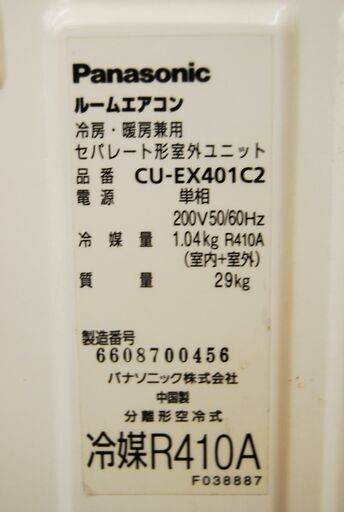 Panasonic
ルームエアコン
冷房・暖房兼用
セパレート形室外ユニット
品番 CU-EX401C2
電源 単相
200V50/60Hz
冷媒量 1.04kg R410A
(室内+室外)
質量 29kg
製造番号
6608700456
パナソニック株式会社
中国製
分離形空冷式
冷媒R410A
F038887